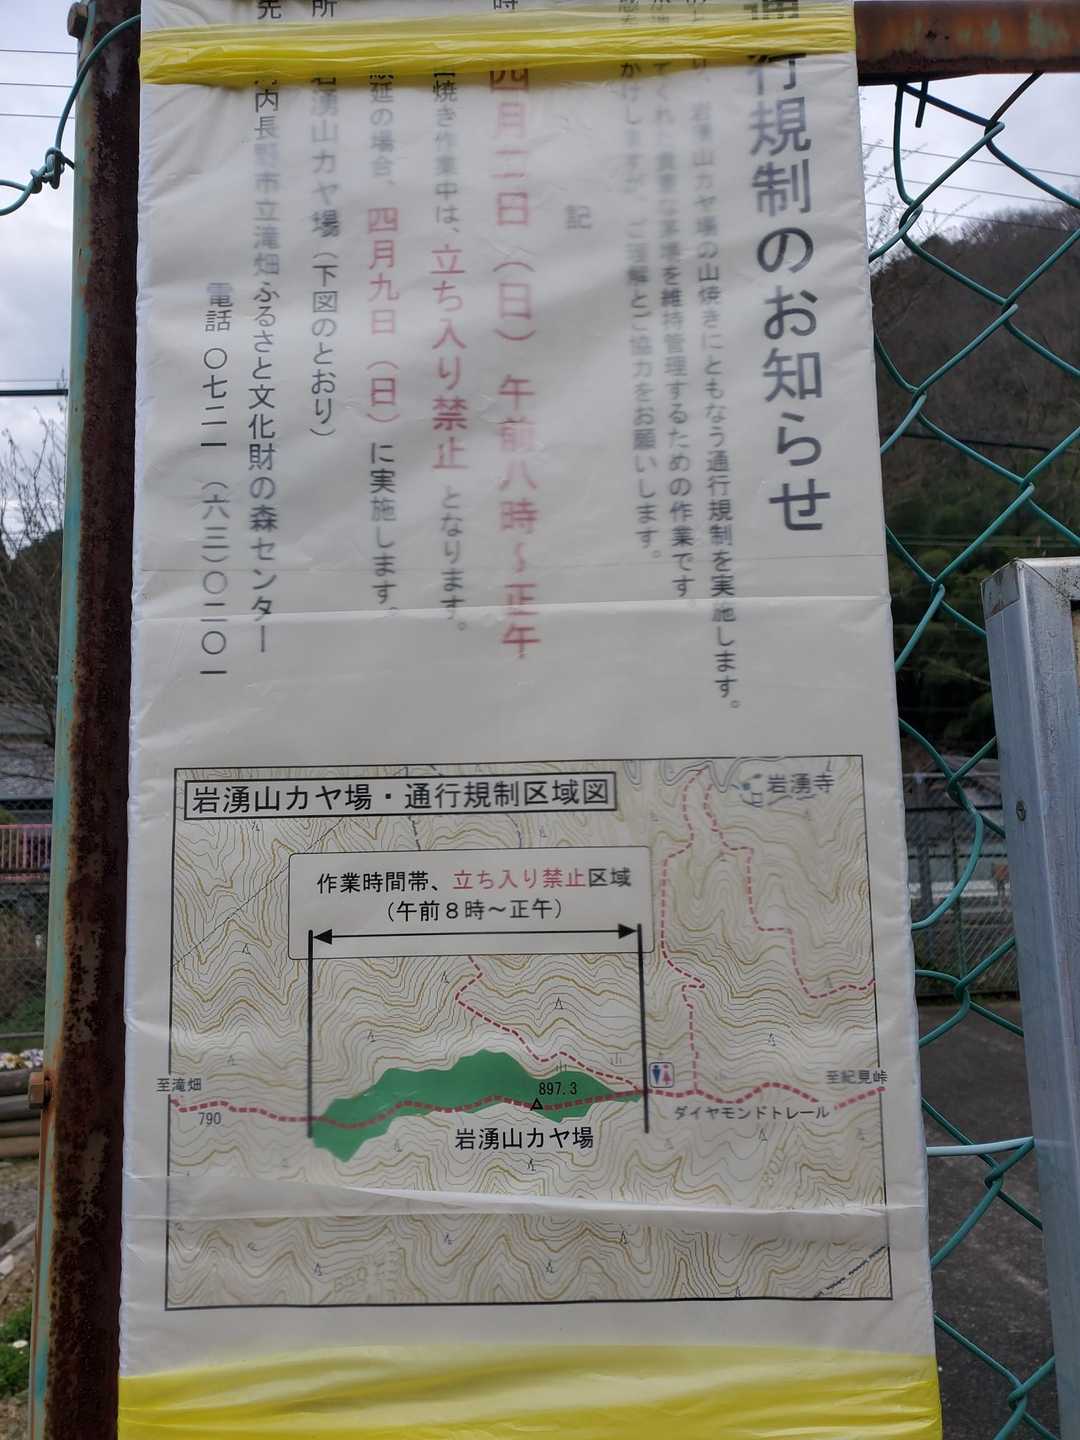 通行規制のお知らせ
岩湧山カヤ場の山焼きにともなう通行規制を実施します。
てくれた貴重な茅場を維持管理するための作業です。
かけしますが、ご理解とご協力をお願いします。
記
時
四月二日（日）午前八時～正午
山焼き作業中は、立ち入り禁止となります。
順延の場合、四月九日（日）に実施します。
所
岩湧山カヤ場（下図のとおり）
先
河内長野市立滝畑ふるさと文化財の森センター
電話 〇七二一（六三）〇二〇一
岩湧山カヤ場・通行規制区域図
岩湧寺
作業時間帯、立ち入り禁止区域
（午前８時～正午）
897.3
至滝畑
至紀見峠
790
ダイヤモンドトレール
岩湧山カヤ場